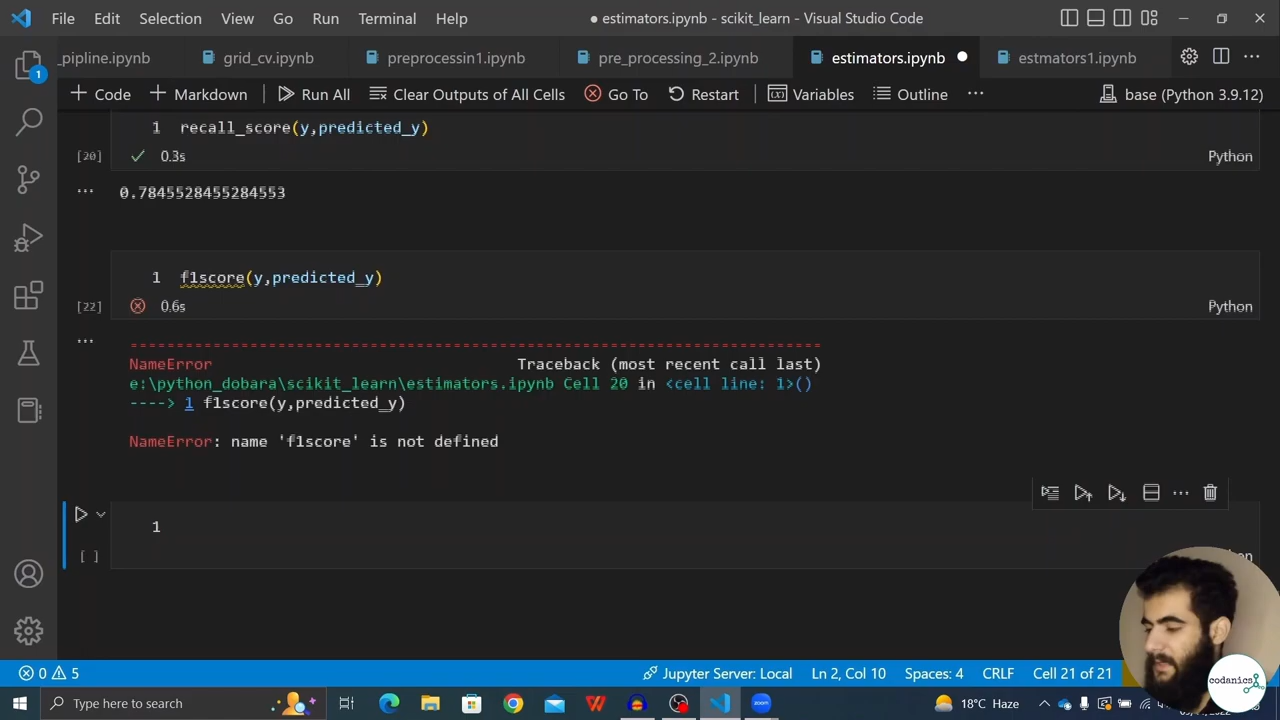 File Edit Selection View Go Run Terminal Help ● estimators.ipynb - scikit_learn - Visual Studio Code
_pipline.ipynb grid_cv.ipynb preprocessin1.ipynb pre_processing_2.ipynb estimators.ipynb estmators1.ipynb
1
Code Markdown Run All Clear Outputs of All Cells Go To Restart Variables Outline ... base (Python 3.9.12)
1 recall_score(y,predicted_y)
[20] 0.3s Python
... 0.7845528455284553
1 f1score(y,predicted_y)
[22] 0.6s Python
...
---------------------------------------------------------------------------
NameError Traceback (most recent call last)
e:\python_dobara\scikit_learn\estimators.ipynb Cell 20 in <cell line: 1>()
----> 1 f1score(y,predicted_y)
NameError: name 'f1score' is not defined
1
[ ]
codanics
0 5 Jupyter Server: Local Ln 2, Col 10 Spaces: 4 CRLF Cell 21 of 21
Type here to search zoom 18°C Haze